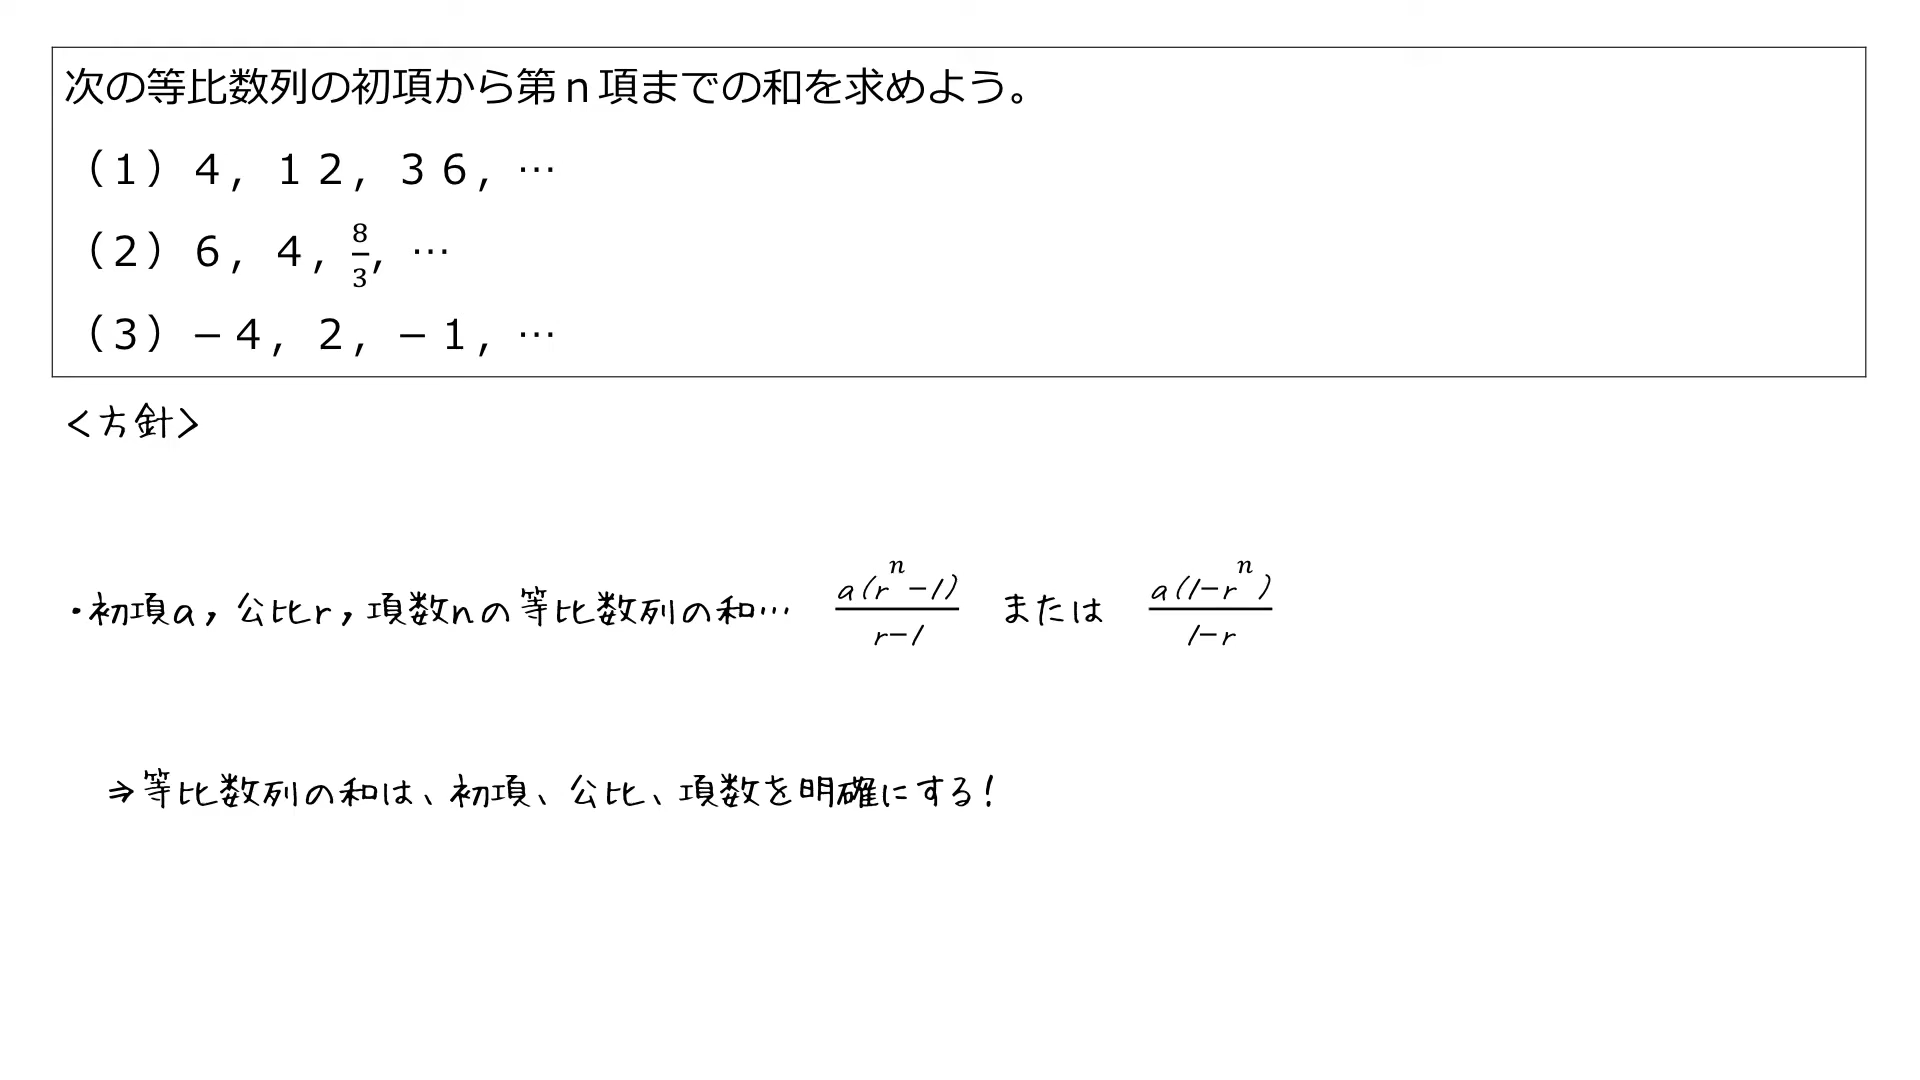 次の等比数列の初項から第ｎ項までの和を求めよう。
（１）４，１２，３６，…
（２）６，４，8/3，…
（３）－４，２，－１，…
＜方針＞
・初項a，公比r，項数nの等比数列の和… a(r^n-1)/(r-1) または a(1-r^n)/(1-r)
⇒等比数列の和は、初項、公比、項数を明確にする！